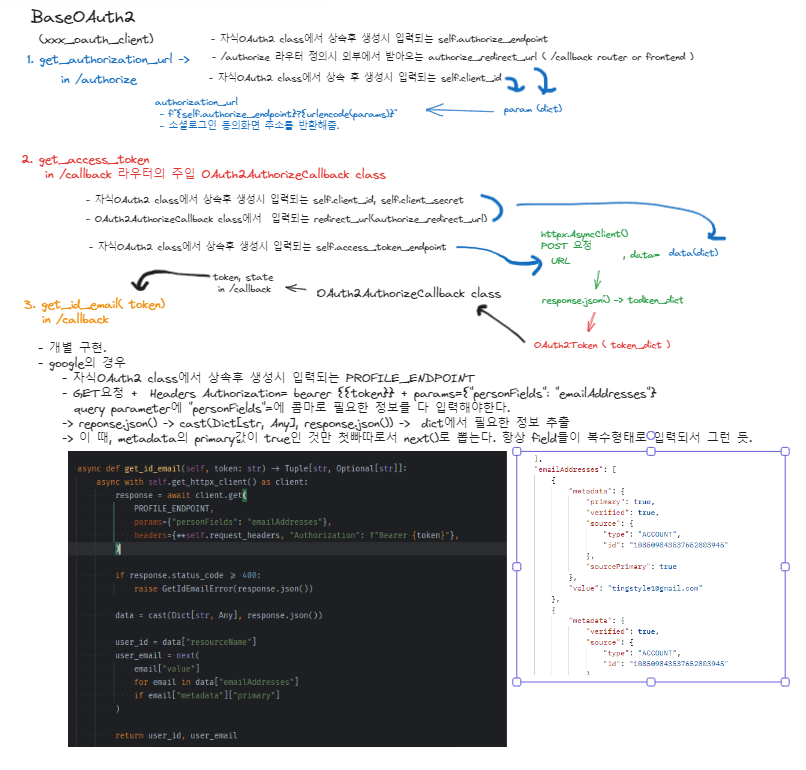 BaseOAuth2
(xxx_oauth_client)
- 자식OAuth2 class에서 상속후 생성시 입력되는 self.authorize_endpoint
1. get_authorization_url ->
- /authorize 라우터 정의시 외부에서 받아오는 authorize_redirect_url ( /callback router or frontend )
in /authorize
- 자식OAuth2 class에서 상속 후 생성시 입력되는 self.client_id
authorization_url
- f"{self.authorize_endpoint}?{urlencode(params)}"
- 소셜로그인 동의화면 주소를 반환해줌.
param (dict)
2. get_access_token
in /callback 라우터의 주입 OAuth2AuthorizeCallback class
- 자식OAuth2 class에서 상속후 생성시 입력되는 self.client_id, self.client_secret
- OAuth2AuthorizeCallback class에서 입력되는 redirect_url(authorize_redirect_url)
- 자식OAuth2 class에서 상속후 생성시 입력되는 self.access_token_endpoint
httpx.AsyncClient()
POST 요청
URL
, data=
data(dict)
token, state
in /callback
OAuth2AuthorizeCallback class
response.json() -> todken_dict
OAuth2Token ( token_dict )
3. get_id_email( token)
in /callback
- 개별 구현.
- google의 경우
- 자식OAuth2 class에서 상속후 생성시 입력되는 PROFILE_ENDPOINT
- GET요청 + Headers Authorization= bearer {{token}} + params={"personFields": "emailAddresses"}
query parameter에 "personFields"=에 콤마로 필요한 정보를 다 입력해야한다.
-> reponse.json() -> cast(Dict[str, Any], response.json()) -> dict에서 필요한 정보 추출
-> 이 때, metadata의 primary값이 true인 것만 첫빠따로서 next()로 뽑는다. 항상 field들이 복수형태로 입력되서 그런 듯.
async def get_id_email(self, token: str) → Tuple[str, Optional[str]]:
async with self.get_httpx_client() as client:
response = await client.get(
PROFILE_ENDPOINT,
params={"personFields": "emailAddresses"},
headers={**self.request_headers, "Authorization": f"Bearer {token}"},
)
if response.status_code ≥ 400:
raise GetIdEmailError(response.json())
data = cast(Dict[str, Any], response.json())
user_id = data["resourceName"]
user_email = next(
email["value"]
for email in data["emailAddresses"]
if email["metadata"]["primary"]
)
return user_id, user_email
],
"emailAddresses": [
{
"metadata": {
"primary": true,
"verified": true,
"source": {
"type": "ACCOUNT",
"id": "108509843537662803945"
},
"sourcePrimary": true
},
"value": "tingstyle1@gmail.com"
},
{
"metadata": {
"verified": true,
"source": {
"type": "ACCOUNT",
"id": "108509843537662803945"
}